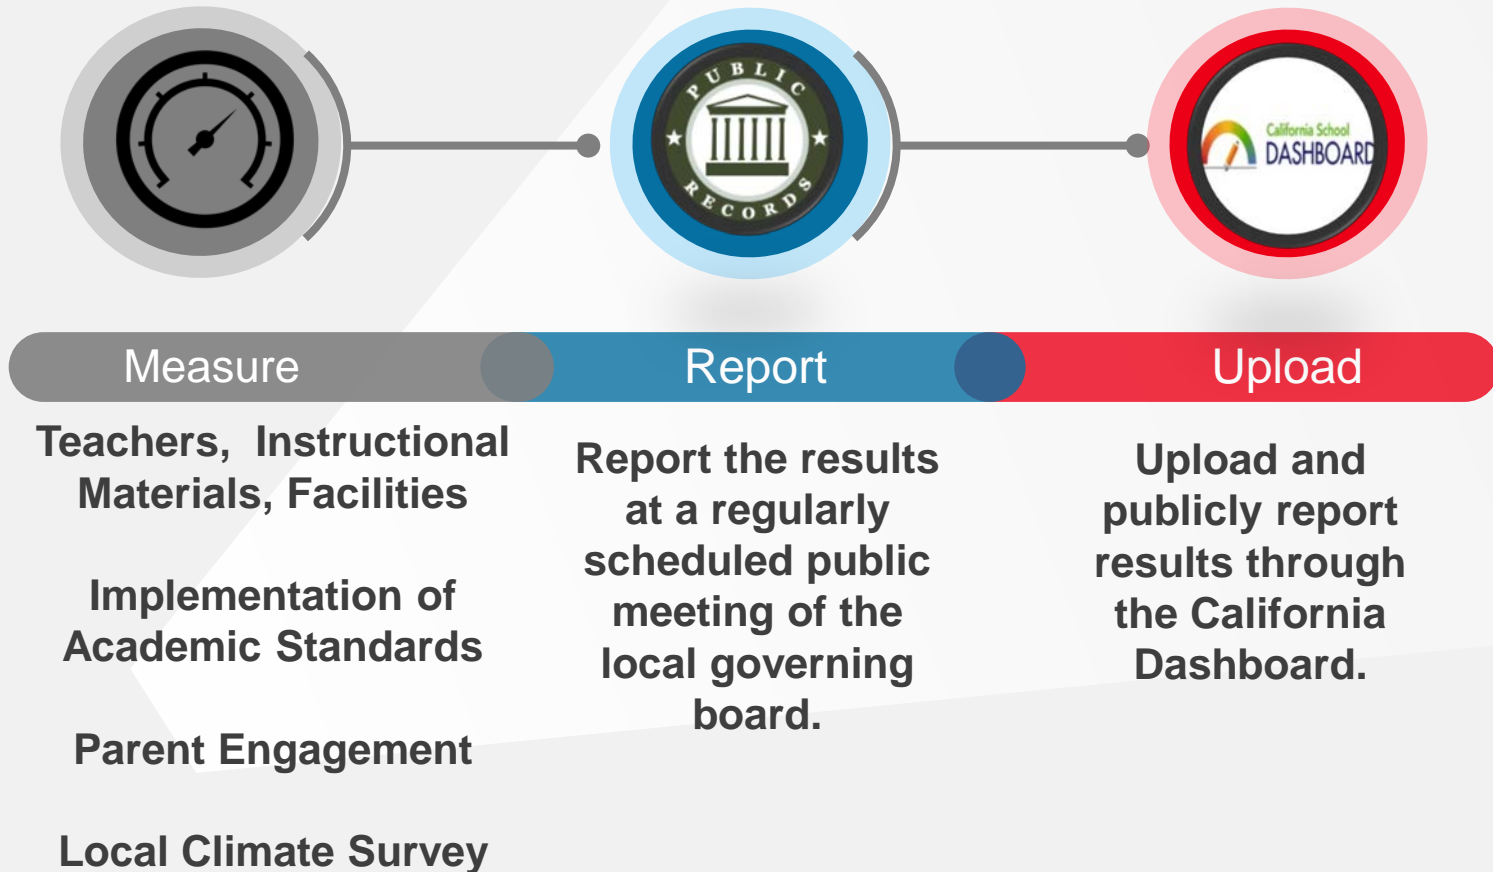 PUBLIC
RECORDS
California School
DASHBOARD
Measure
Report
Upload
Teachers, Instructional
Materials, Facilities
Implementation of
Academic Standards
Parent Engagement
Local Climate Survey
Report the results
at a regularly
scheduled public
meeting of the
local governing
board.
Upload and
publicly report
results through
the California
Dashboard.